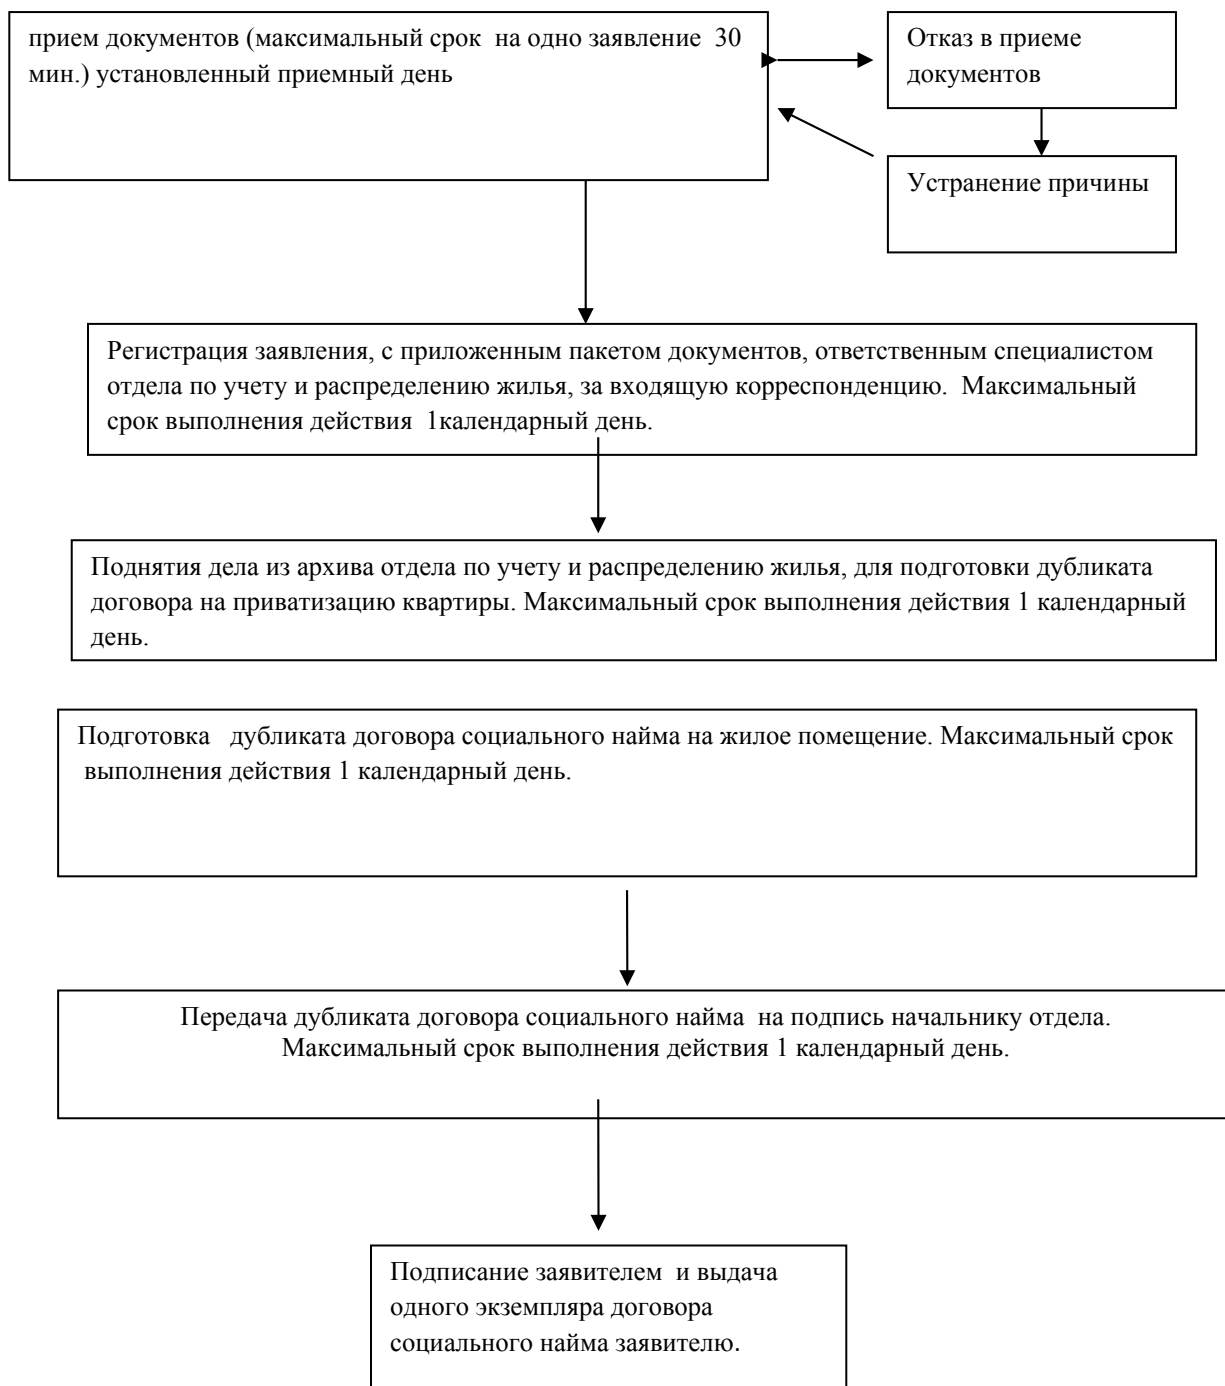 прием документов (максимальный срок на одно заявление 30
мин.) установленный приемный день
Отказ в приеме
документов
Устранение причины
Регистрация заявления, с приложенным пакетом документов, ответственным специалистом
отдела по учету и распределению жилья, за входящую корреспонденцию. Максимальный
срок выполнения действия 1календарный день.
Поднятия дела из архива отдела по учету и распределению жилья, для подготовки дубликата
договора на приватизацию квартиры. Максимальный срок выполнения действия 1 календарный
день.
Подготовка дубликата договора социального найма на жилое помещение. Максимальный срок
выполнения действия 1 календарный день.
Передача дубликата договора социального найма на подпись начальнику отдела.
Максимальный срок выполнения действия 1 календарный день.
Подписание заявителем и выдача
одного экземпляра договора
социального найма заявителю.